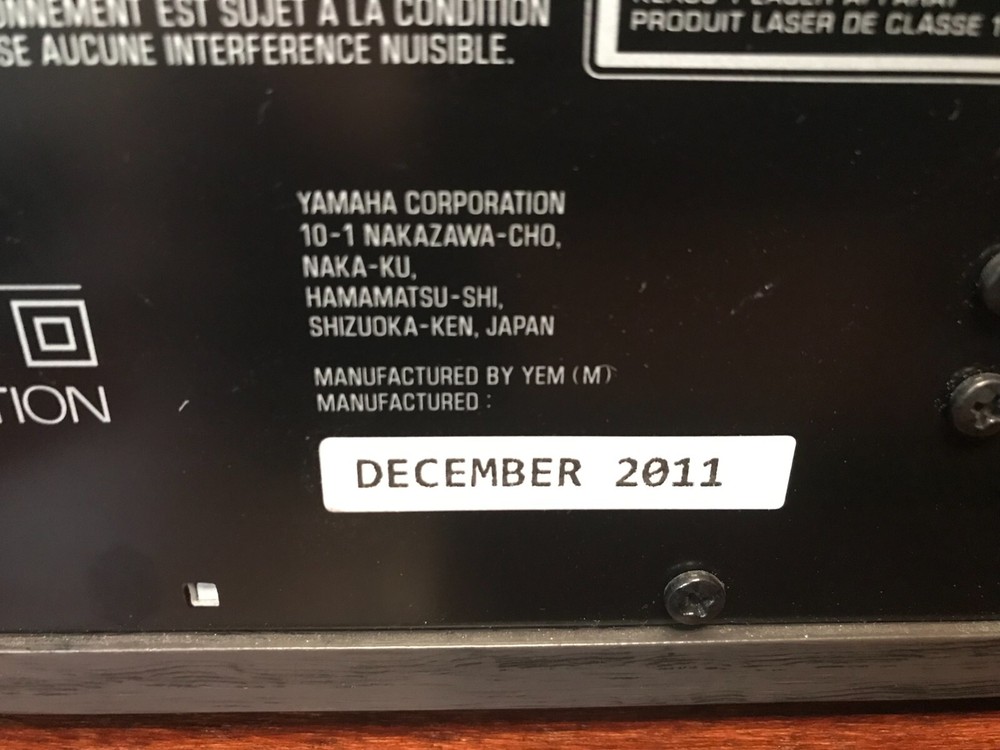 ONNEMENT EST SUJET A LA CONDITION
SE AUCUNE INTERFERENCE NUISIBLE.
PRODUIT LASER DE CLASSE 1
YAMAHA CORPORATION
10-1 NAKAZAWA-CHO,
NAKA-KU,
HAMAMATSU-SHI,
SHIZUOKA-KEN, JAPAN
TION
MANUFACTURED BY YEM (M)
MANUFACTURED :
DECEMBER 2011